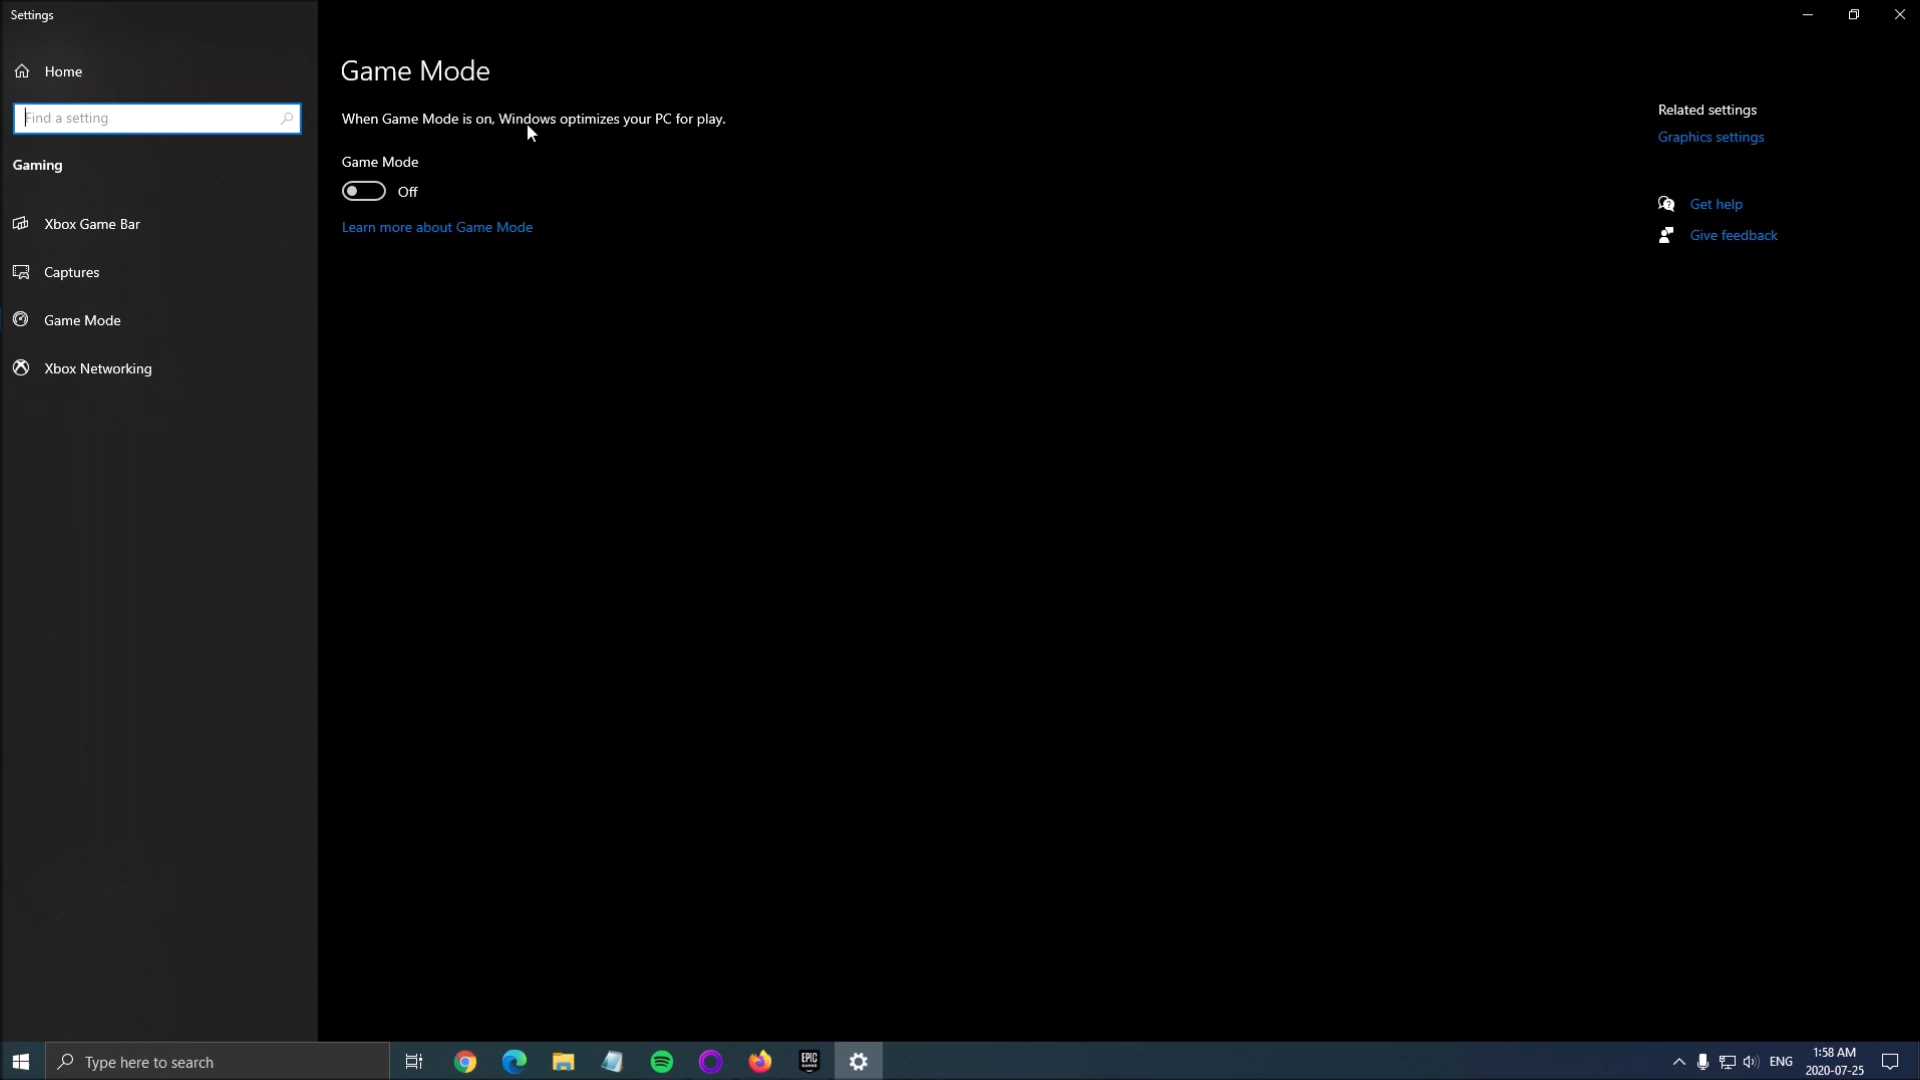 Settings
Home
Find a setting
Gaming
Xbox Game Bar
Captures
Game Mode
Xbox Networking
Game Mode
When Game Mode is on, Windows optimizes your PC for play.
Game Mode
Off
Learn more about Game Mode
Related settings
Graphics settings
Get help
Give feedback
Type here to search
EPIC
GAMES
ENG
1:58 AM
2020-07-25